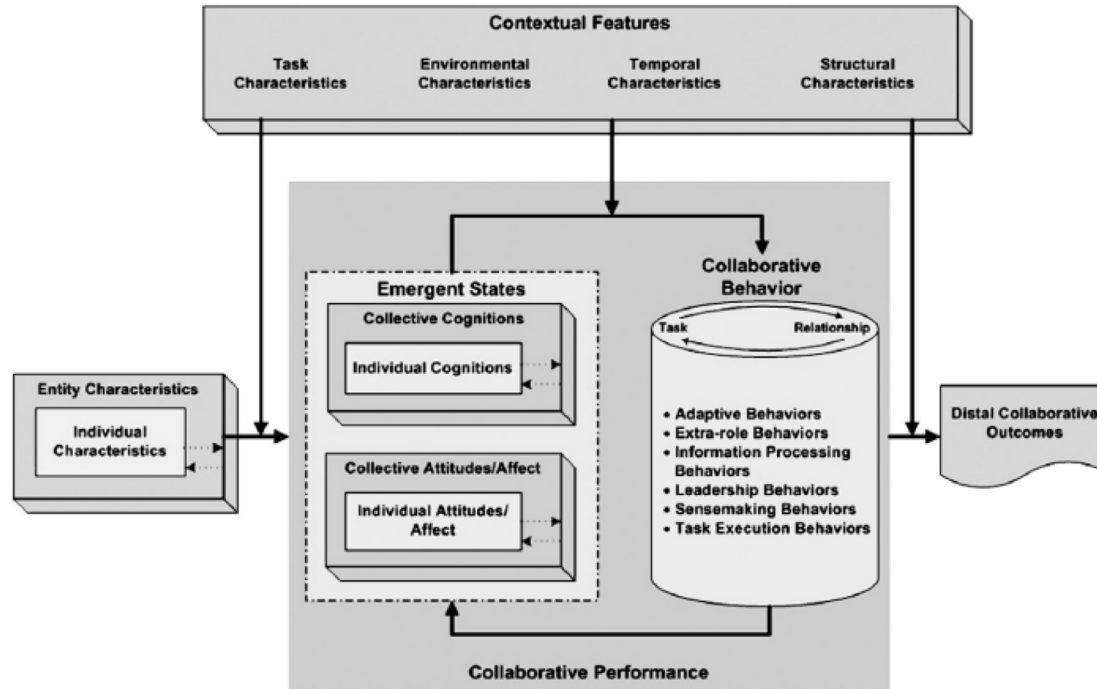 Contextual Features
Task
Characteristics
Environmental
Characteristics
Temporal
Characteristics
Structural
Characteristics
Emergent States
Collective Cognitions
Individual Cognitions
Collective Attitudes/Affect
Individual Attitudes/
Affect
Collaborative
Behavior
Task
Relationship
• Adaptive Behaviors
• Extra-role Behaviors
• Information Processing
Behaviors
• Leadership Behaviors
• Sensemaking Behaviors
• Task Execution Behaviors
Entity Characteristics
Individual
Characteristics
Distal Collaborative
Outcomes
Collaborative Performance